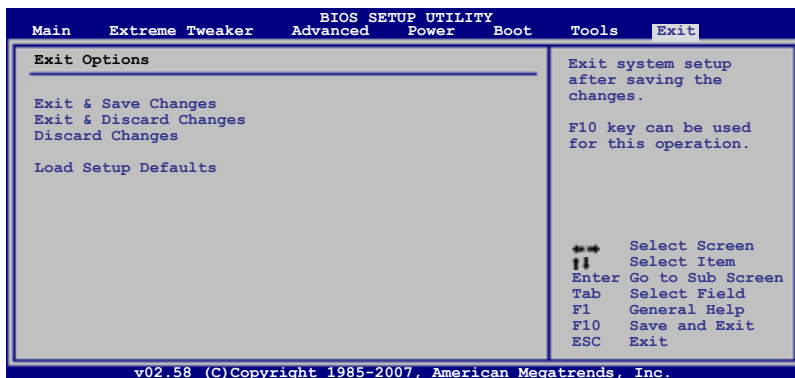 BIOS SETUP UTILITY
Main Extreme Tweaker Advanced Power Boot Tools Exit
Exit Options
Exit & Save Changes
Exit & Discard Changes
Discard Changes
Load Setup Defaults
Exit system setup
after saving the
changes.
F10 key can be used
for this operation.
Select Screen
Select Item
Enter Go to Sub Screen
Tab Select Field
F1 General Help
F10 Save and Exit
ESC Exit
v02.58 (C)Copyright 1985-2007, American Megatrends, Inc.